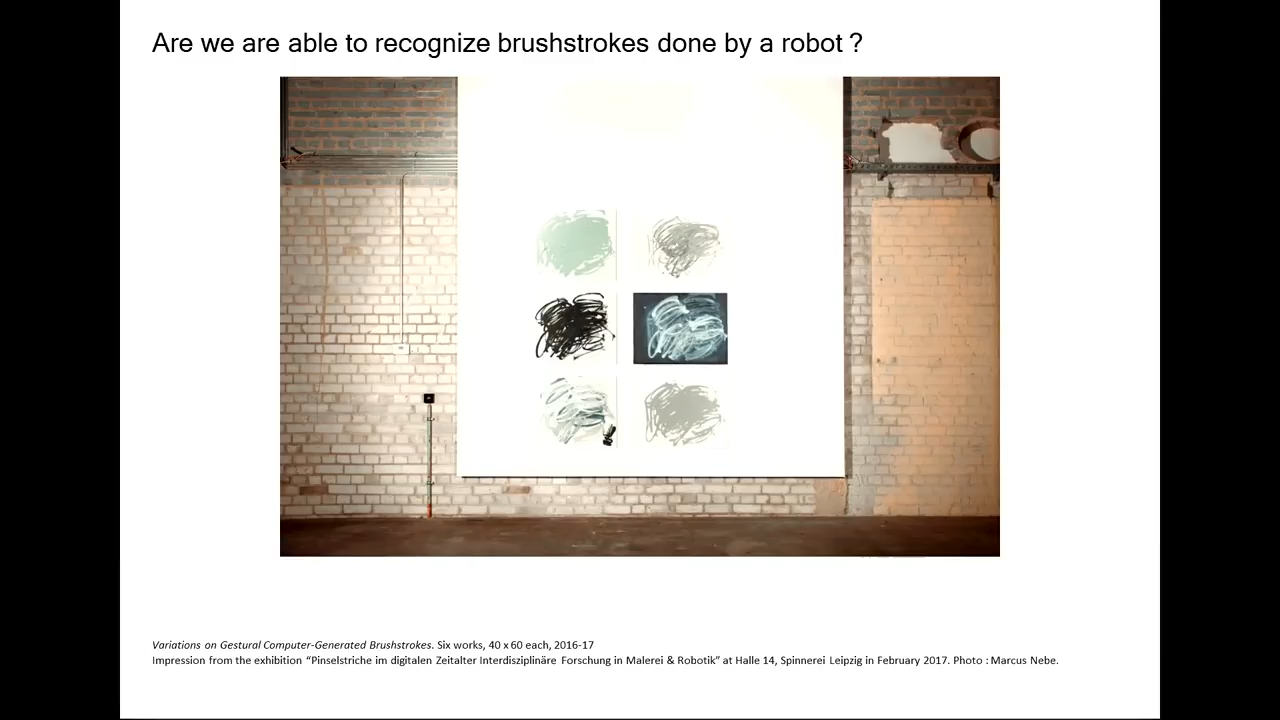 Are we are able to recognize brushstrokes done by a robot ?
Variations on Gestural Computer-Generated Brushstrokes. Six works, 40 x 60 each, 2016-17
Impression from the exhibition “Pinselstriche im digitalen Zeitalter Interdisziplinäre Forschung in Malerei & Robotik” at Halle 14, Spinnerei Leipzig in February 2017. Photo : Marcus Nebe.